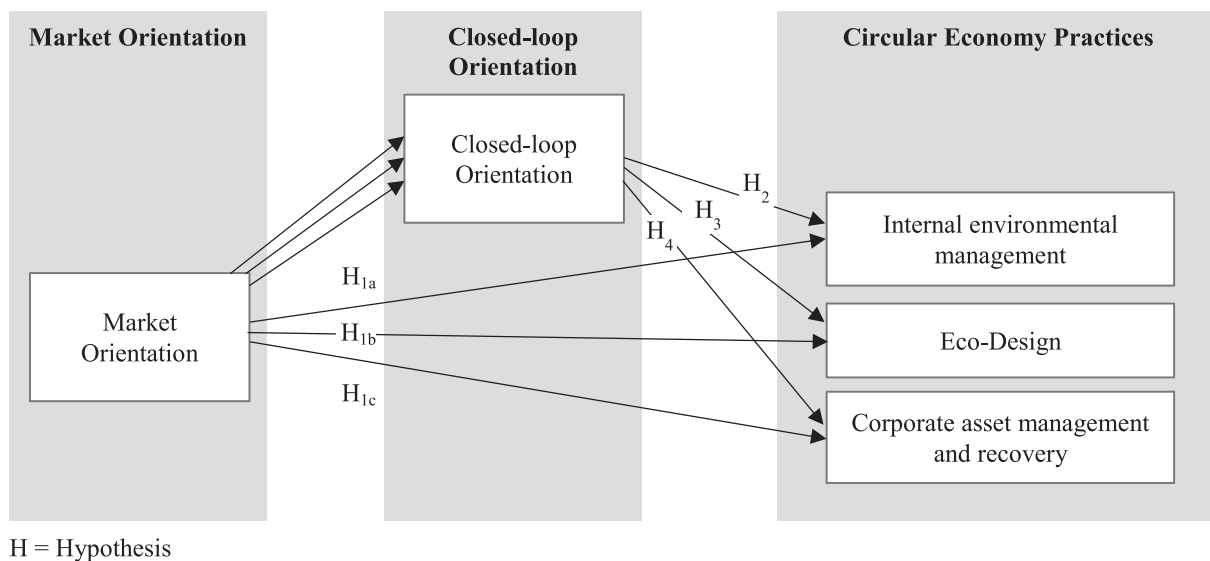 Market Orientation
Closed-loop
Orientation
Circular Economy Practices
Closed-loop
Orientation
H₂
H₃
H₄
Internal environmental
management
H₁ₐ
Market
Orientation
H₁b
Eco-Design
H₁c
Corporate asset management
and recovery
H = Hypothesis